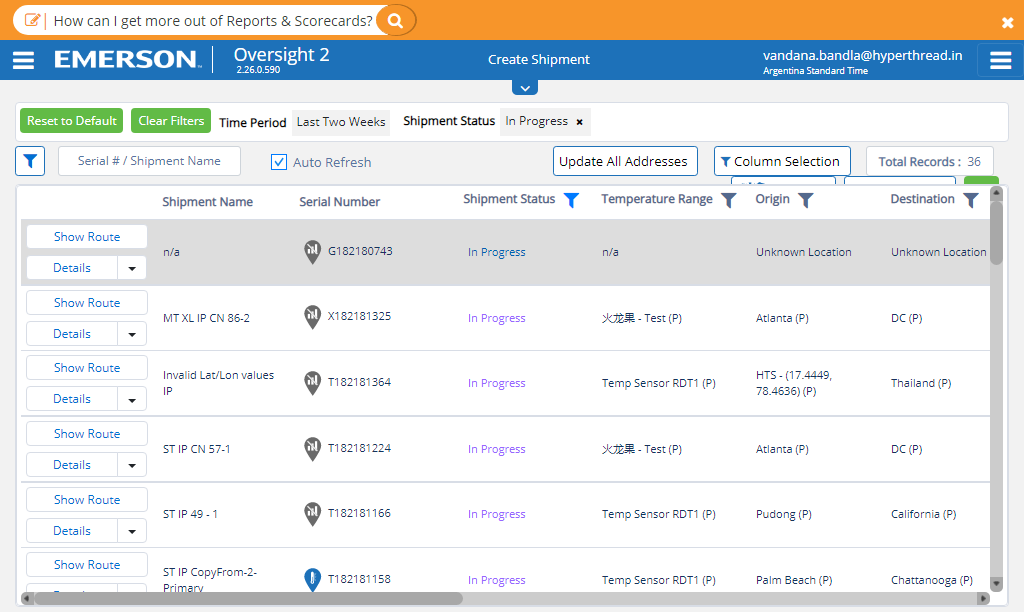 How can I get more out of Reports & Scorecards?
EMERSON
Oversight 2
2.26.0.590
Create Shipment
vandana.bandla@hyperthread.in
Argentina Standard Time
Reset to Default
Clear Filters
Time Period
Last Two Weeks
Shipment Status
In Progress ×
Serial # / Shipment Name
Auto Refresh
Update All Addresses
Column Selection
Total Records : 36
Shipment Name
Serial Number
Shipment Status
Temperature Range
Origin
Destination
Show Route
Details
n/a
G182180743
In Progress
n/a
Unknown Location
Unknown Location
Show Route
Details
MT XL IP CN 86-2
X182181325
In Progress
火龙果 - Test (P)
Atlanta (P)
DC (P)
Show Route
Details
Invalid Lat/Lon values
IP
T182181364
In Progress
Temp Sensor RDT1 (P)
HTS - (17.4449,
78.4636) (P)
Thailand (P)
Show Route
Details
ST IP CN 57-1
T182181224
In Progress
火龙果 - Test (P)
Atlanta (P)
DC (P)
Show Route
Details
ST IP 49 - 1
T182181166
In Progress
Temp Sensor RDT1 (P)
Pudong (P)
California (P)
Show Route
ST IP CopyFrom-2-
Primary
T182181158
In Progress
Temp Sensor RDT1 (P)
Palm Beach (P)
Chattanooga (P)